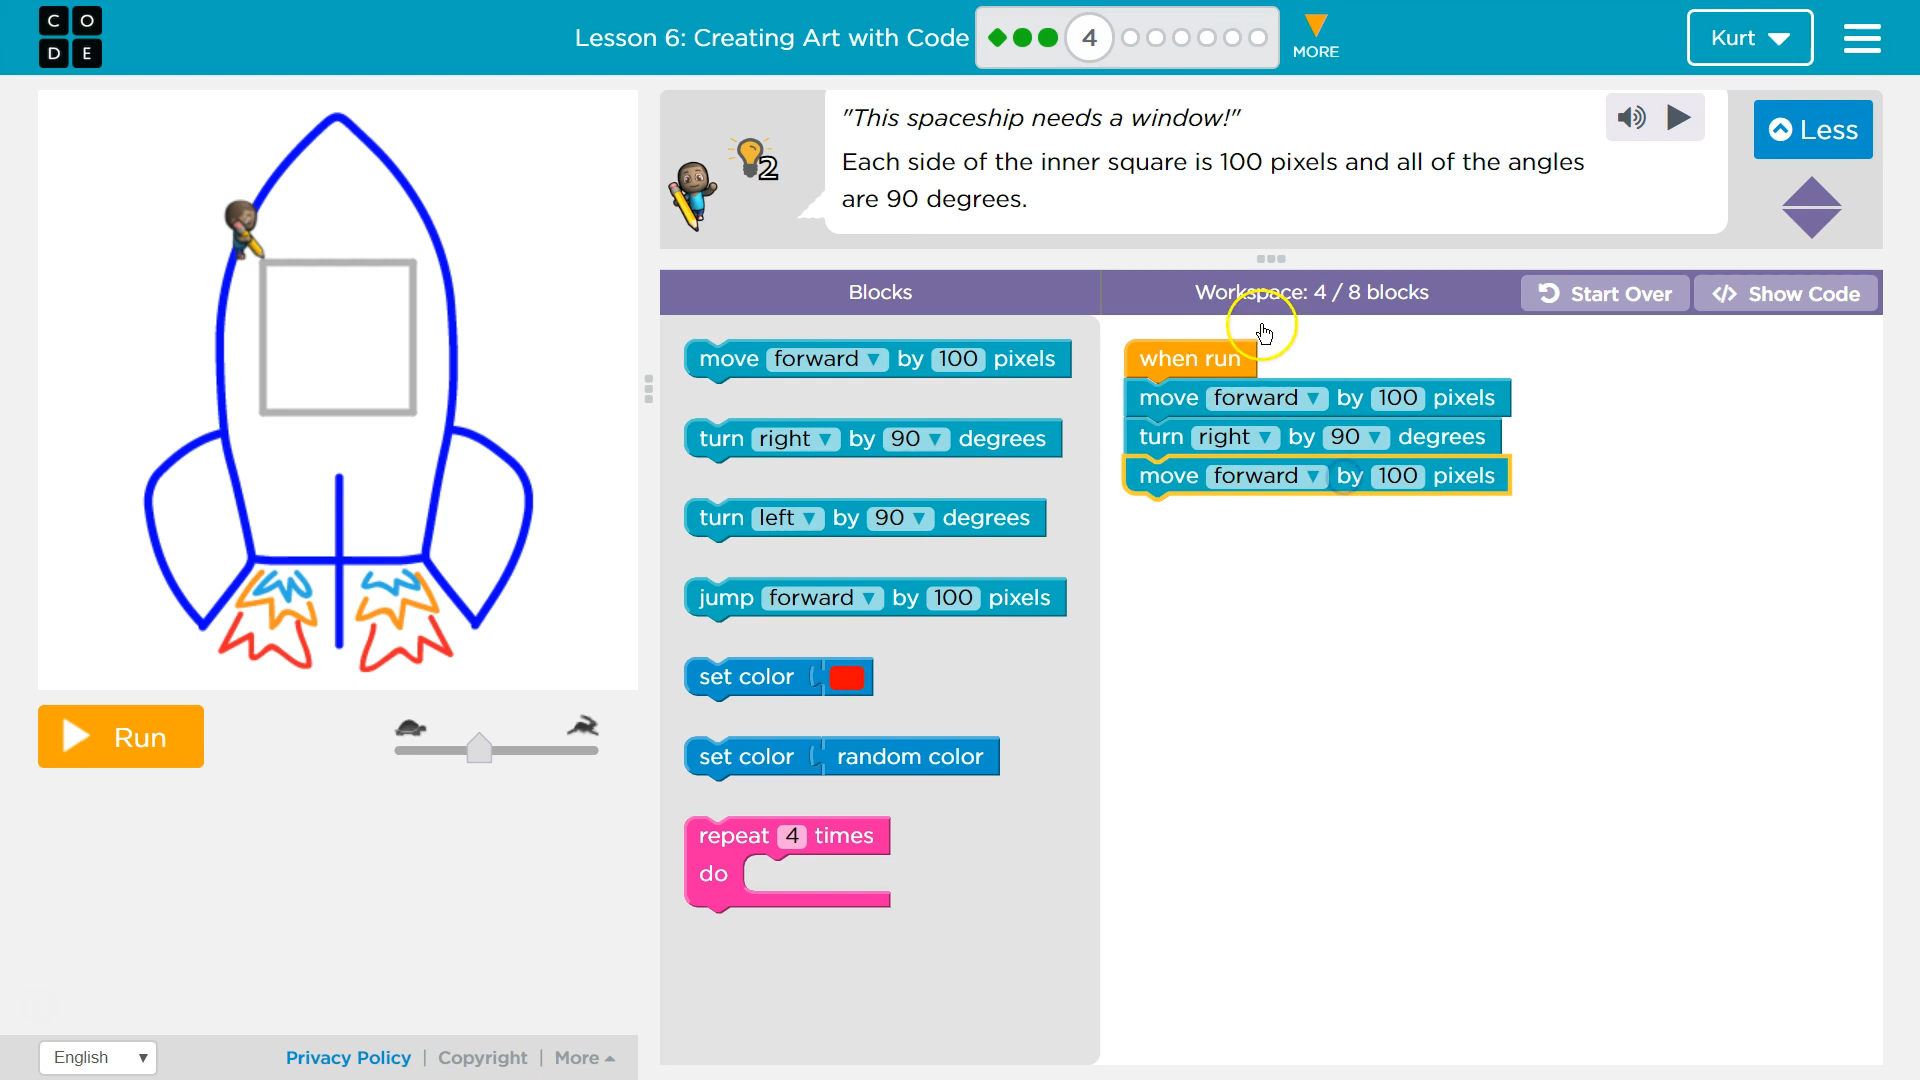 C O
D E
Lesson 6: Creating Art with Code
4
MORE
Kurt
2
"This spaceship needs a window!"
Each side of the inner square is 100 pixels and all of the angles
are 90 degrees.
Less
Blocks
Workspace: 4 / 8 blocks
Start Over
</> Show Code
move forward ▼ by 100 pixels
turn right ▼ by 90 ▼ degrees
turn left ▼ by 90 ▼ degrees
jump forward ▼ by 100 pixels
set color
set color random color
repeat 4 times
do
when run
move forward ▼ by 100 pixels
turn right ▼ by 90 ▼ degrees
move forward ▼ by 100 pixels
Run
English ▼
Privacy Policy | Copyright | More